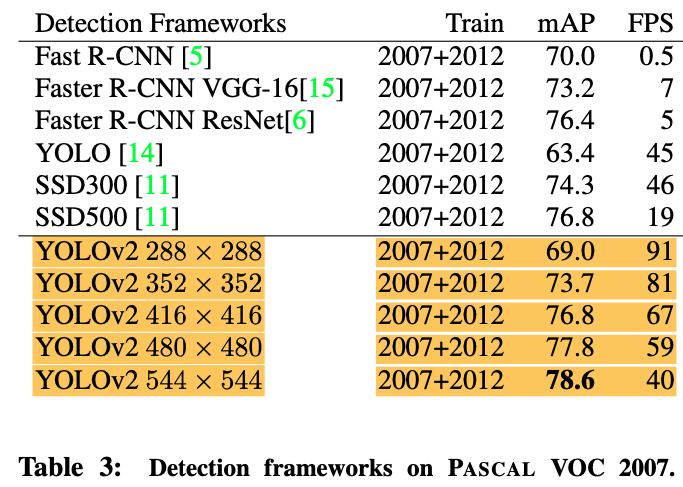 Detection Frameworks Train mAP FPS
Fast R-CNN [5] 2007+2012 70.0 0.5
Faster R-CNN VGG-16[15] 2007+2012 73.2 7
Faster R-CNN ResNet[6] 2007+2012 76.4 5
YOLO [14] 2007+2012 63.4 45
SSD300 [11] 2007+2012 74.3 46
SSD500 [11] 2007+2012 76.8 19
YOLOv2 288 × 288 2007+2012 69.0 91
YOLOv2 352 × 352 2007+2012 73.7 81
YOLOv2 416 × 416 2007+2012 76.8 67
YOLOv2 480 × 480 2007+2012 77.8 59
YOLOv2 544 × 544 2007+2012 78.6 40
Table 3: Detection frameworks on PASCAL VOC 2007.